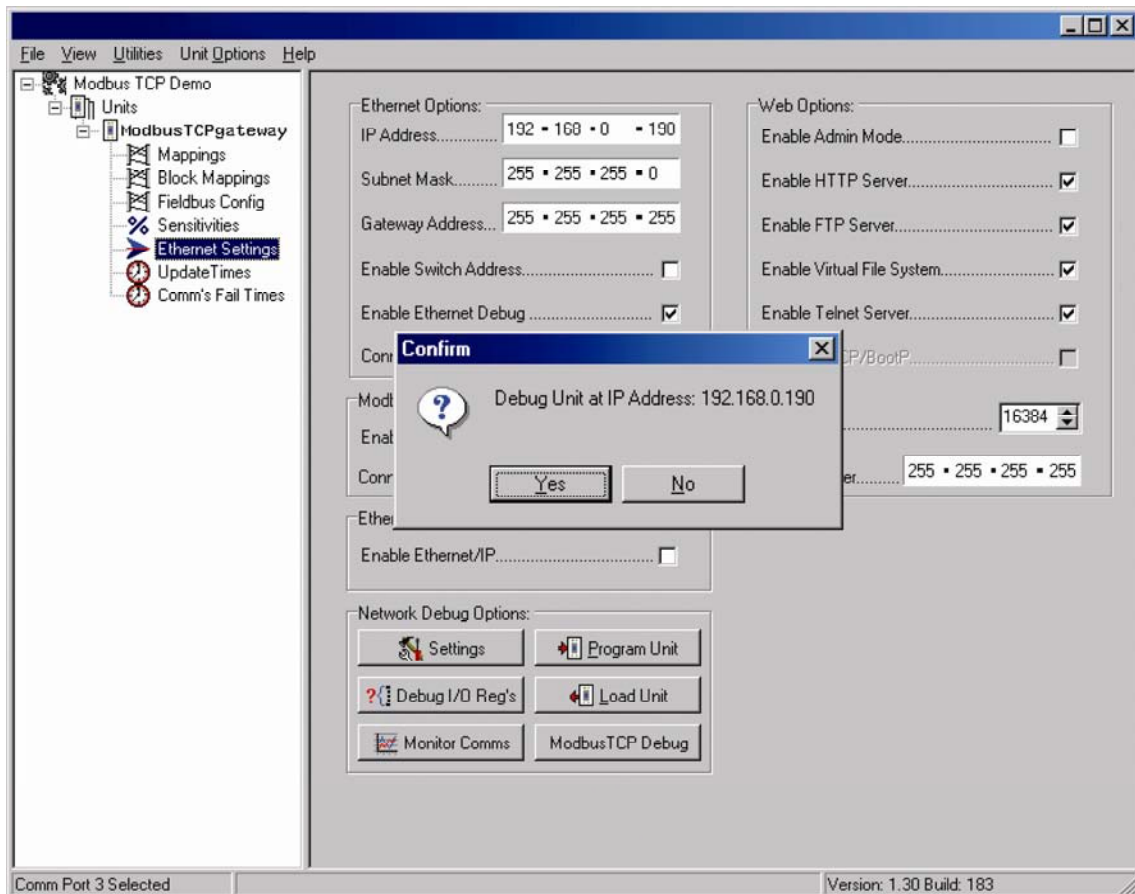 File View Utilities Unit Options Help
Modbus TCP Demo
Units
ModbusTCPgateway
Mappings
Block Mappings
Fieldbus Config
Sensitivities
Ethernet Settings
UpdateTimes
Comm's Fail Times
Ethernet Options:
IP Address............ 192 . 168 . 0 . 190
Subnet Mask......... 255 . 255 . 255 . 0
Gateway Address... 255 . 255 . 255 . 255
Enable Switch Address
Enable Ethernet Debug
Web Options:
Enable Admin Mode
Enable HTTP Server
Enable FTP Server
Enable Virtual File System
Enable Telnet Server
CP/BootP
16384
255 . 255 . 255 . 255
Confirm
Debug Unit at IP Address: 192.168.0.190
Yes No
Enable Ethernet/IP
Network Debug Options:
Settings Program Unit
Debug I/O Reg's Load Unit
Monitor Comms ModbusTCP Debug
Comm Port 3 Selected Version: 1.30 Build: 183